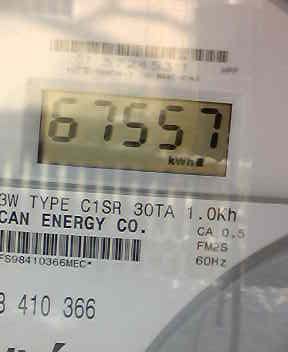 67557
kWh
3W TYPE C1SR 30TA 1.0Kh
CAN ENERGY CO.
CA 0.5
FM2S
60Hz
FS98410366MEC*
3 410 366